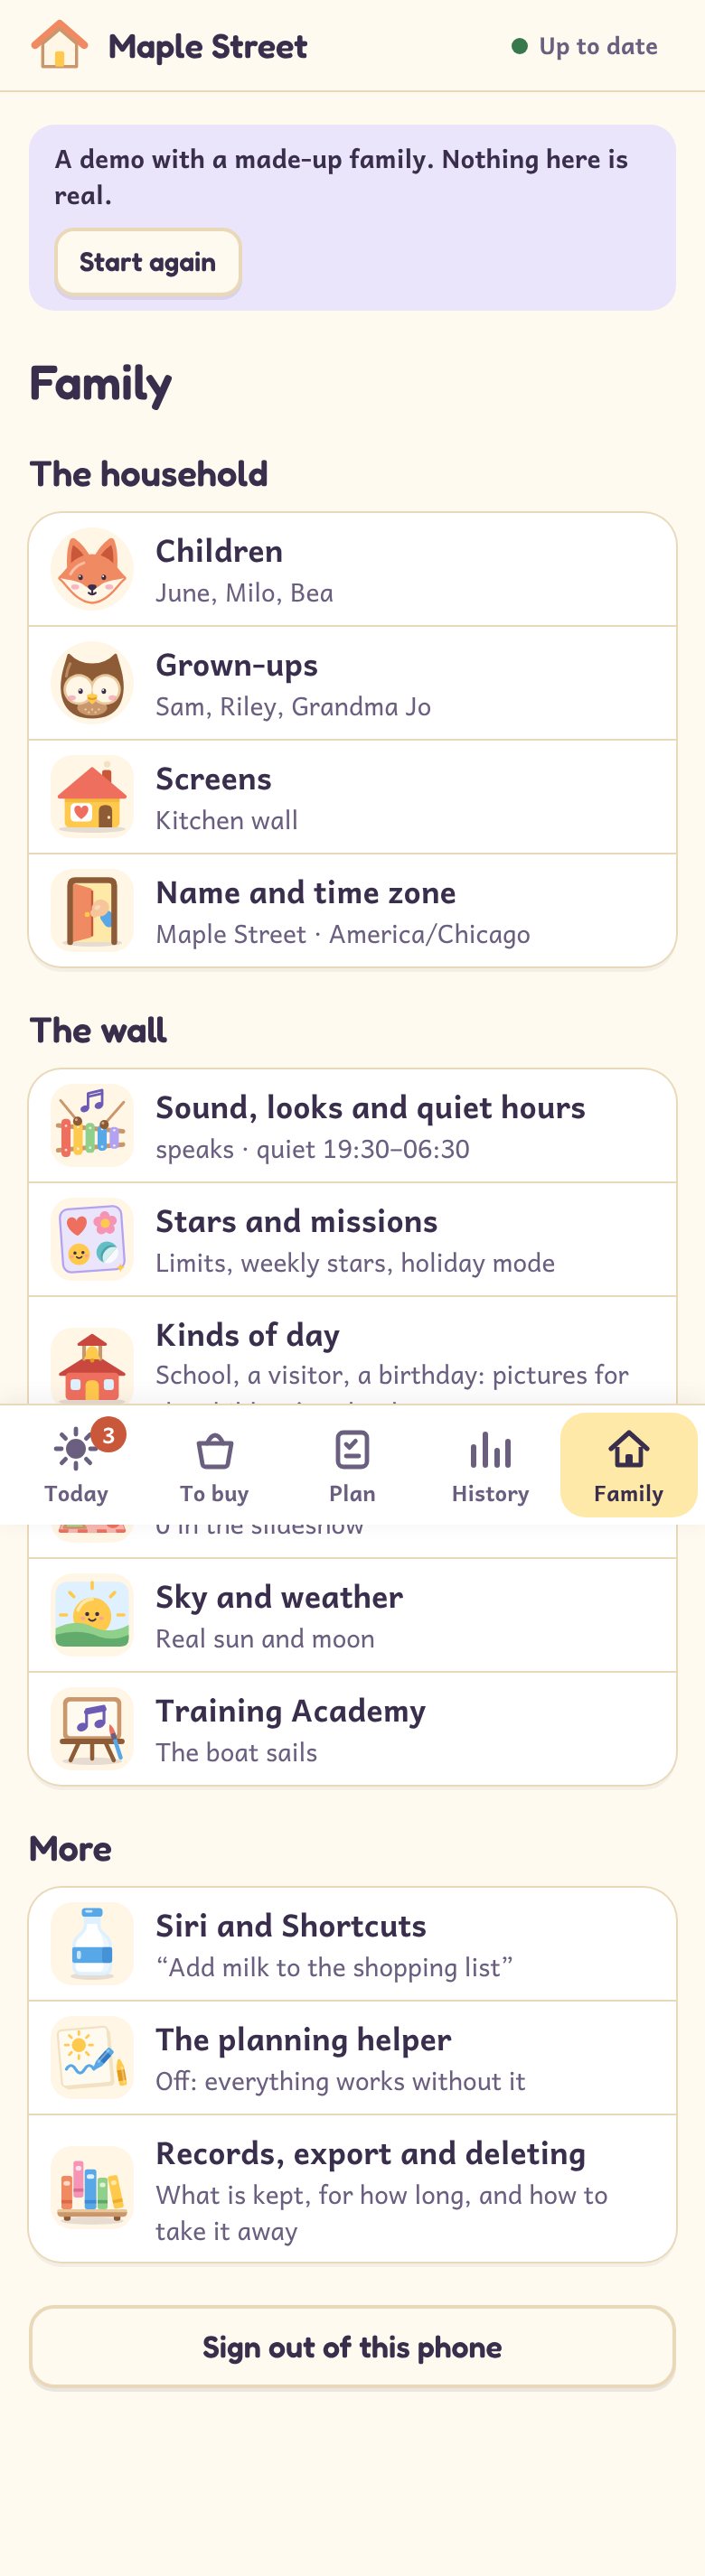 Maple Street
Up to date
A demo with a made-up family. Nothing here is
real.
Start again
Family
The household
Children
June, Milo, Bea
Grown-ups
Sam, Riley, Grandma Jo
Screens
Kitchen wall
Name and time zone
Maple Street · America/Chicago
The wall
Sound, looks and quiet hours
speaks · quiet 19:30–06:30
Stars and missions
Limits, weekly stars, holiday mode
Kinds of day
School, a visitor, a birthday: pictures for
3
Today
To buy
Plan
History
Family
0 in the slideshow
Sky and weather
Real sun and moon
Training Academy
The boat sails
More
Siri and Shortcuts
“Add milk to the shopping list”
The planning helper
Off: everything works without it
Records, export and deleting
What is kept, for how long, and how to
take it away
Sign out of this phone